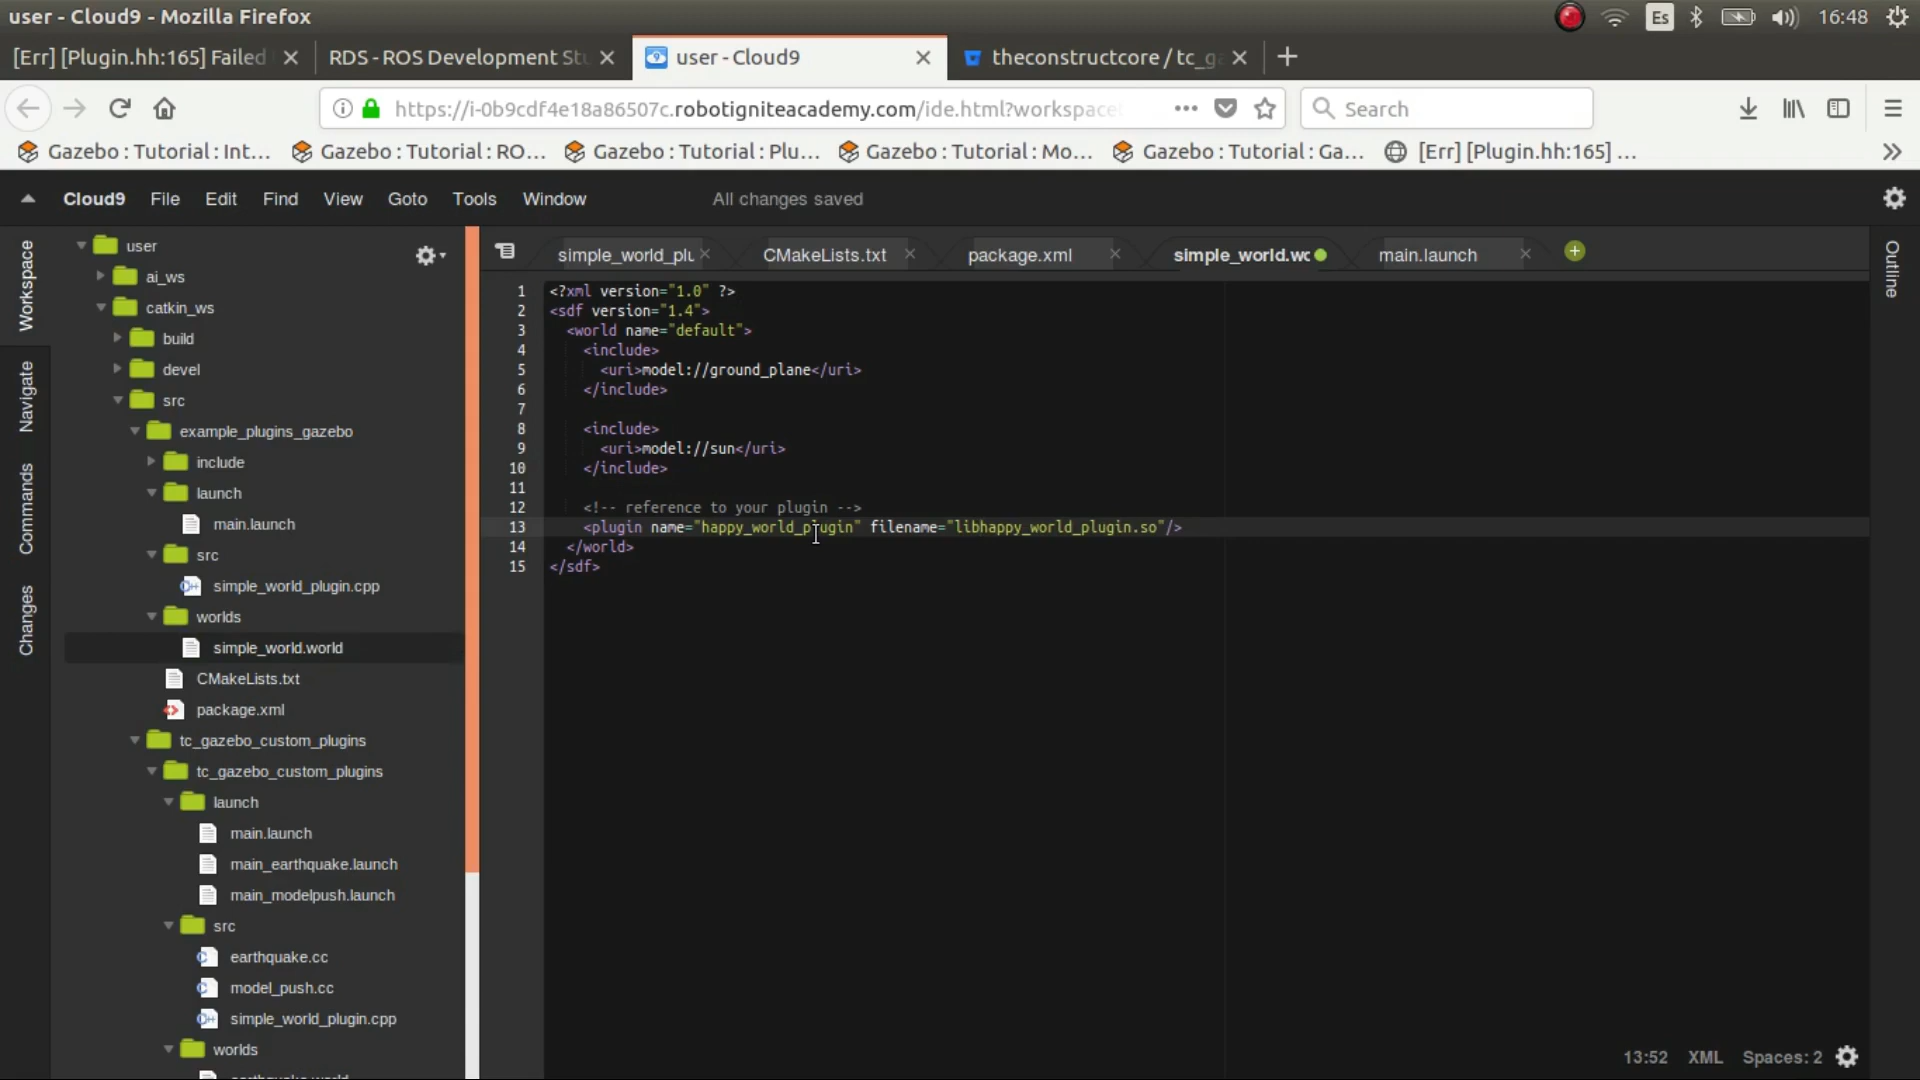 user - Cloud9 - Mozilla Firefox
Es
16:48
[Err] [Plugin.hh:165] Failed
RDS - ROS Development Stu
user - Cloud9
theconstructcore / tc_ga
https://i-0b9cdf4e18a86507c.robotigniteacademy.com/ide.html?workspace
Search
Gazebo : Tutorial : Int...
Gazebo : Tutorial : RO...
Gazebo : Tutorial : Plu...
Gazebo : Tutorial : Mo...
Gazebo : Tutorial : Ga...
[Err] [Plugin.hh:165] ...
Cloud9 File Edit Find View Goto Tools Window
All changes saved
Workspace
Navigate
Commands
Changes
user
ai_ws
catkin_ws
build
devel
src
example_plugins_gazebo
include
launch
main.launch
src
simple_world_plugin.cpp
worlds
simple_world.world
CMakeLists.txt
package.xml
tc_gazebo_custom_plugins
tc_gazebo_custom_plugins
launch
main.launch
main_earthquake.launch
main_modelpush.launch
src
earthquake.cc
model_push.cc
simple_world_plugin.cpp
worlds
simple_world_plu
CMakeLists.txt
package.xml
simple_world.wo
main.launch
1 <?xml version="1.0" ?>
2 <sdf version="1.4">
3 <world name="default">
4 <include>
5 <uri>model://ground_plane</uri>
6 </include>
7
8 <include>
9 <uri>model://sun</uri>
10 </include>
11
12 <!-- reference to your plugin -->
13 <plugin name="happy_world_plugin" filename="libhappy_world_plugin.so"/>
14 </world>
15 </sdf>
Outline
13:52 XML Spaces: 2